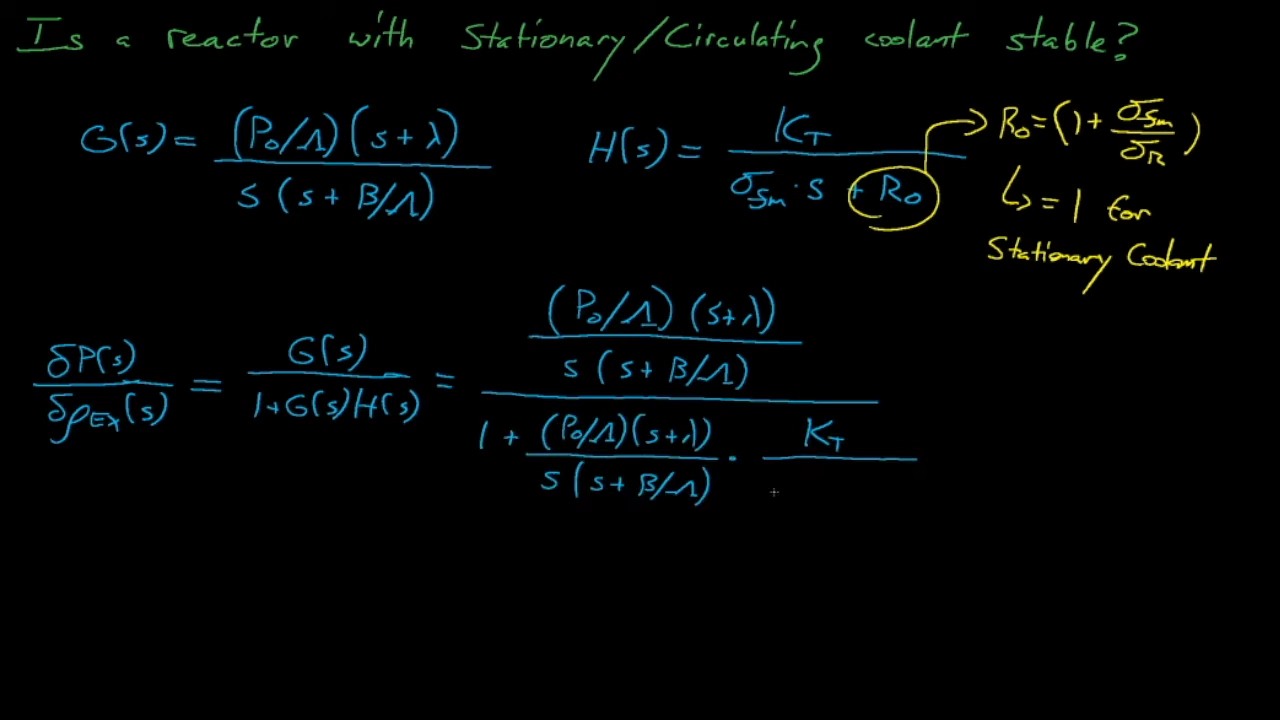 Is a reactor with Stationary/Circulating coolant stable?
G(s) = (P₀/Λ)(s+λ) / s(s+β/Λ)
H(s) = K_T / σ_Sm · s + R₀
R₀ = (1 + σ_Sm/σ_R)
↳ = 1 for
Stationary Coolant
δP(s)/δρ_EX(s) = G(s)/1+G(s)H(s) = (P₀/Λ)(s+λ) / s(s+β/Λ) / 1 + (P₀/Λ)(s+λ) / s(s+β/Λ) · K_T /